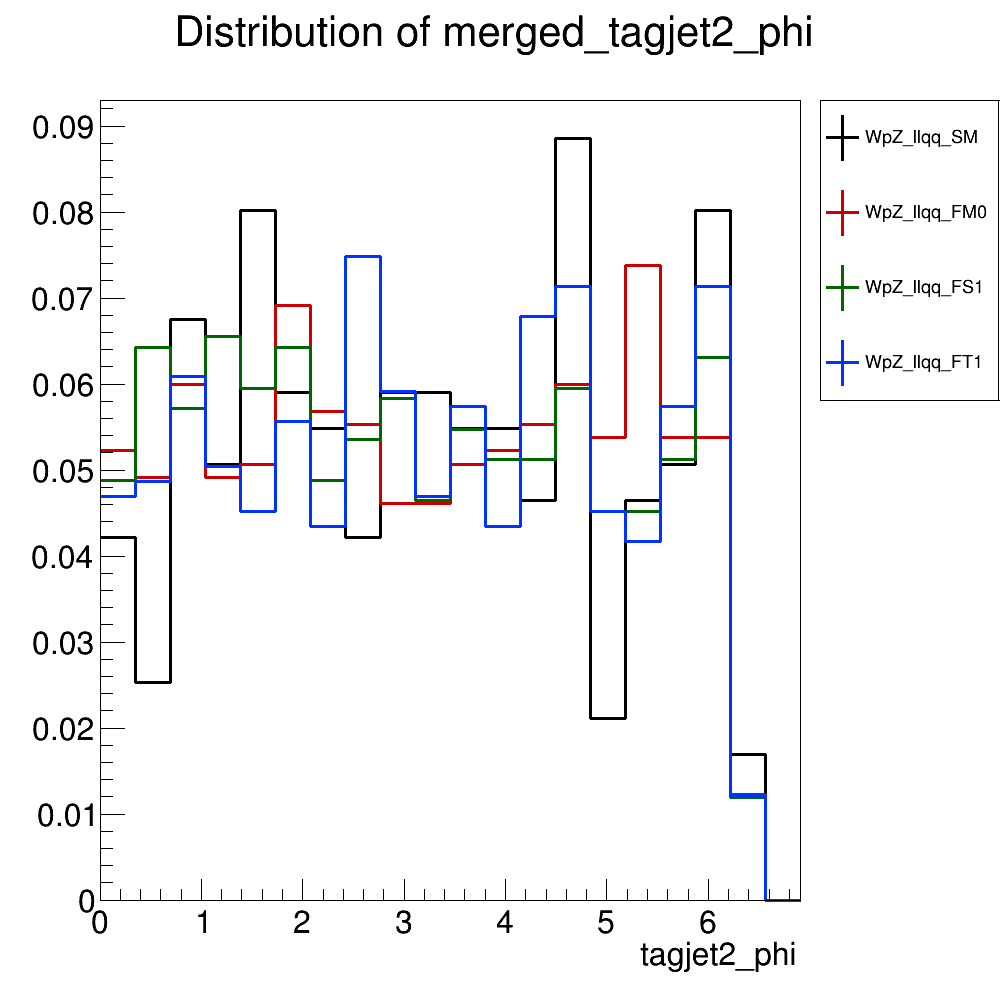 Distribution of merged_tagjet2_phi
WpZ_llqq_SM
WpZ_llqq_FM0
WpZ_llqq_FS1
WpZ_llqq_FT1
0.09
0.08
0.07
0.06
0.05
0.04
0.03
0.02
0.01
0
0 1 2 3 4 5 6
tagjet2_phi